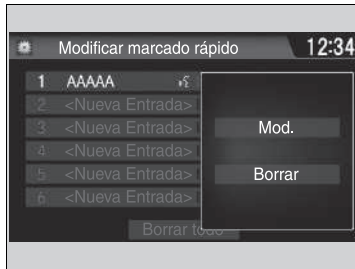 Modificar marcado rápido 12:34
1 AAAAA
2 <Nueva Entrada>
3 <Nueva Entrada>
4 <Nueva Entrada>
5 <Nueva Entrada>
6 <Nueva Entrada>
Mod.
Borrar
Borrar todo